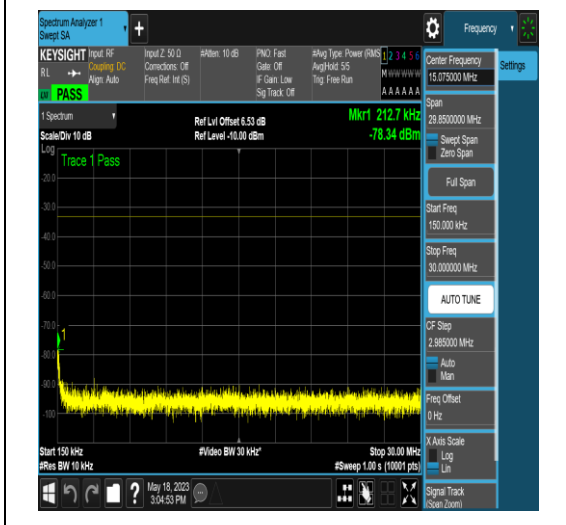 Spectrum Analyzer 1
Swept SA
+
Frequency
KEYSIGHT
RL
PASS
Input: RF
Coupling: DC
Align: Auto
Input Z: 50 Ω
Corrections: Off
Freq Ref: Int (S)
#Atten: 10 dB
PNO: Fast
Gate: Off
IF Gain: Low
Sig Track: Off
#Avg Type: Power (RMS
Avg|Hold: 5/5
Trig: Free Run
1 2 3 4 5 6
M W W W W W
A A A A A A
Settings
1 Spectrum
Scale/Div 10 dB
Ref Lvl Offset 6.53 dB
Ref Level -10.00 dBm
Mkr1 212.7 kHz
-78.34 dBm
Log
Trace 1 Pass
-20.0
-30.0
-40.0
-50.0
-60.0
-70.0
1
-80.0
-90.0
-100
Start 150 kHz
#Res BW 10 kHz
#Video BW 30 kHz*
Stop 30.00 MHz
#Sweep 1.00 s (10001 pts)
Center Frequency
15.075000 MHz
Span
29.8500000 MHz
Swept Span
Zero Span
Full Span
Start Freq
150.000 kHz
Stop Freq
30.000000 MHz
AUTO TUNE
CF Step
2.985000 MHz
Auto
Man
Freq Offset
0 Hz
X Axis Scale
Log
Lin
Signal Track
(Span Zoom)
?
May 18, 2023
3:04:53 PM